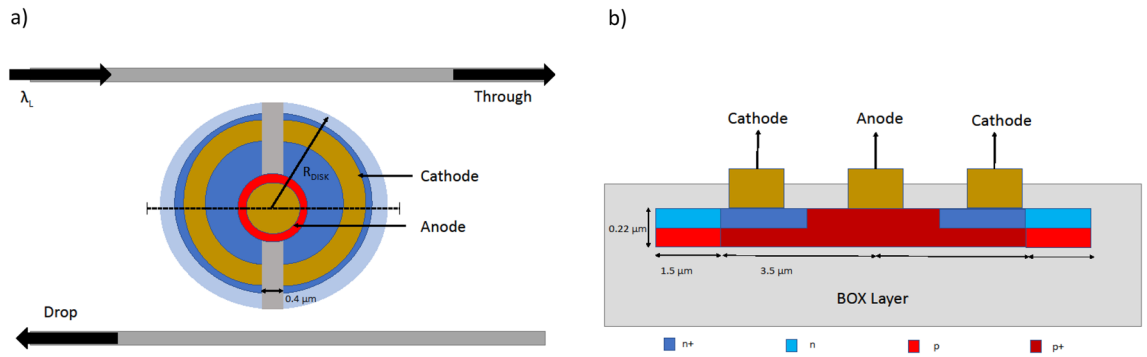 a)
λL
Through
RDISK
Cathode
Anode
0.4 μm
Drop
b)
Cathode
Anode
Cathode
0.22 μm
1.5 μm
3.5 μm
BOX Layer
n+
n
p
p+